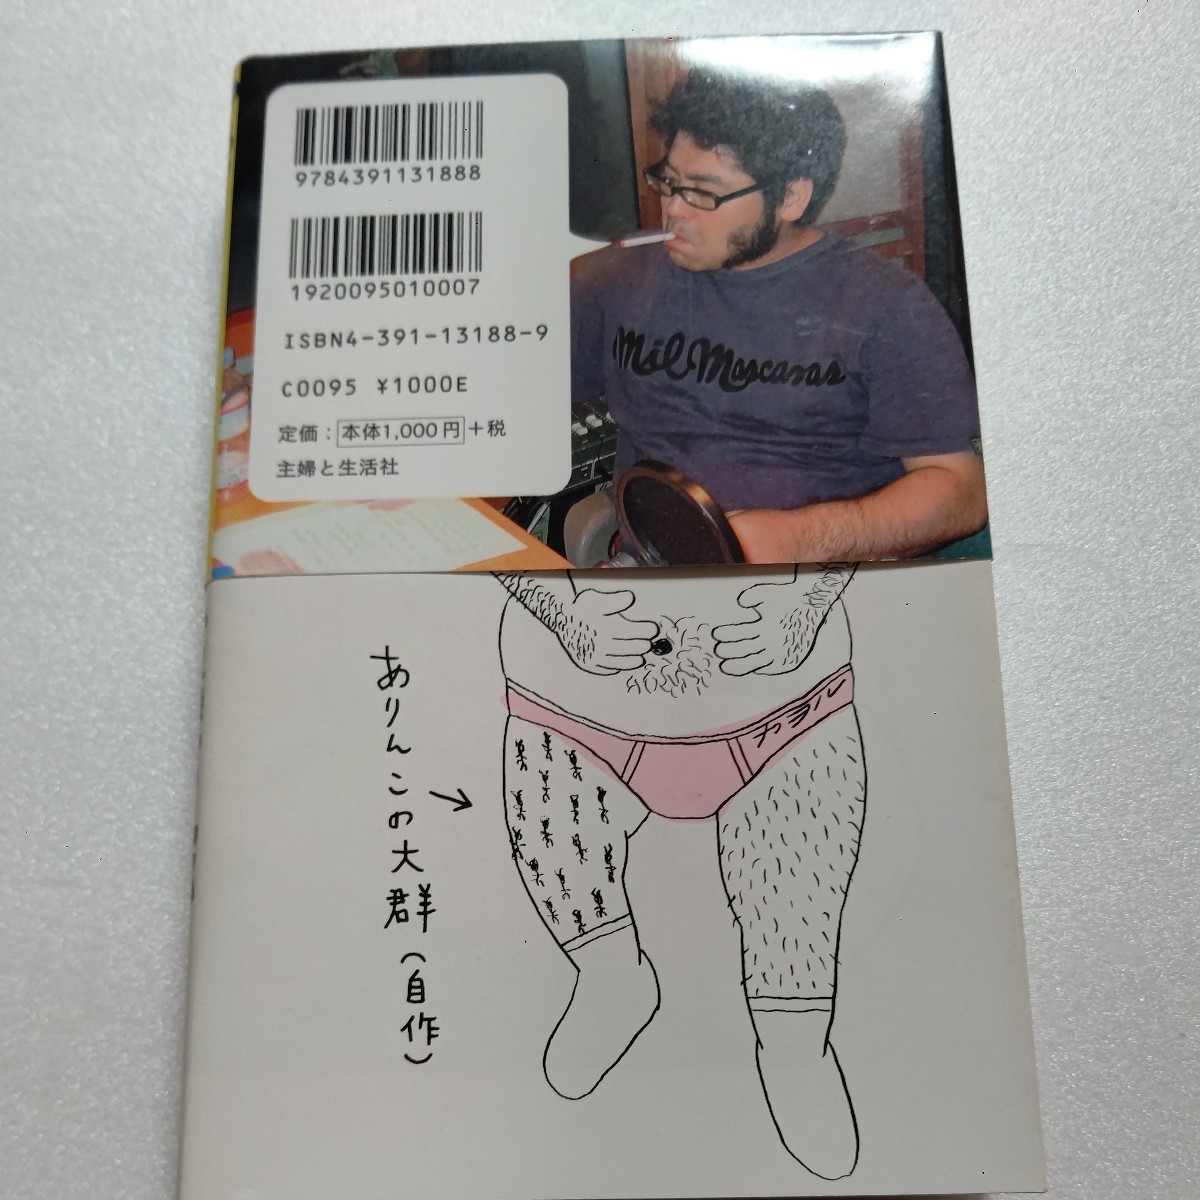 9784391131888
1920095010007
ISBN4-391-13188-9
C0095 ¥1000E
定価：本体1,000円+税
主婦と生活社
Mil Mascaras
カヲル
ありんこの大群(自作)